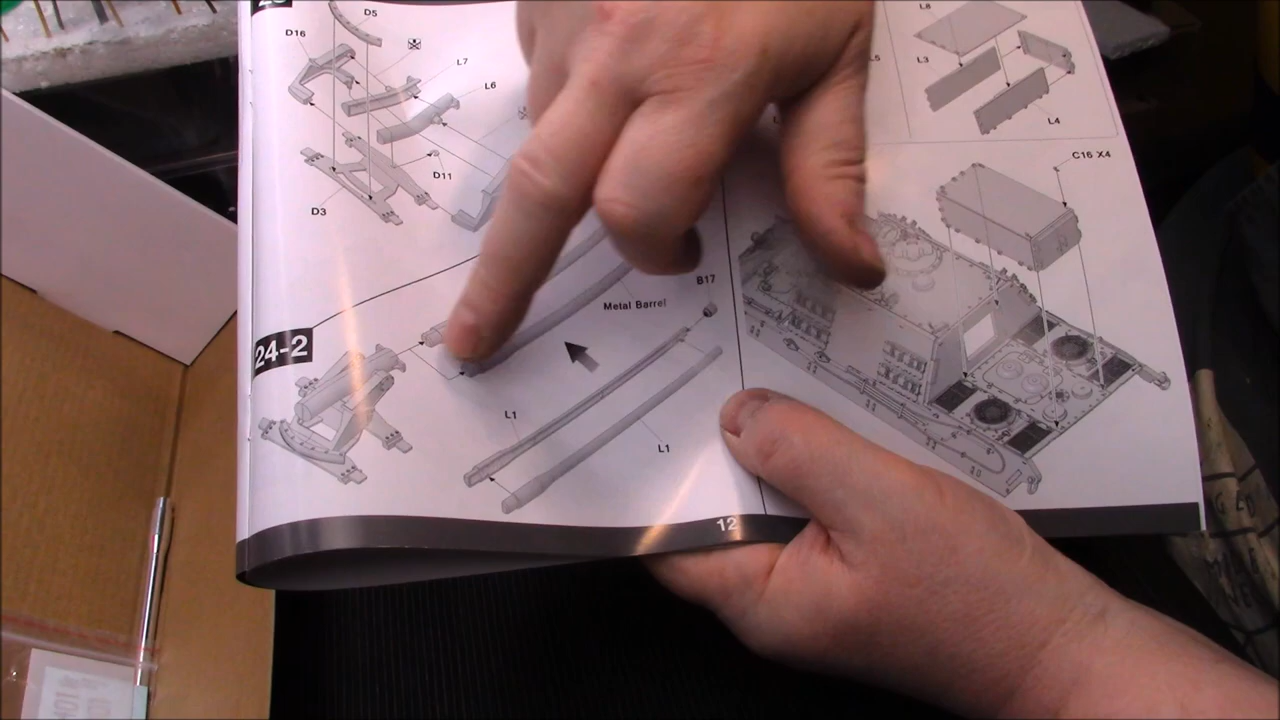 D5
D16
L7
L6
D11
D3
L8
L3
L5
L4
C16 X4
B17
Metal Barrel
24-2
L1
L1
12